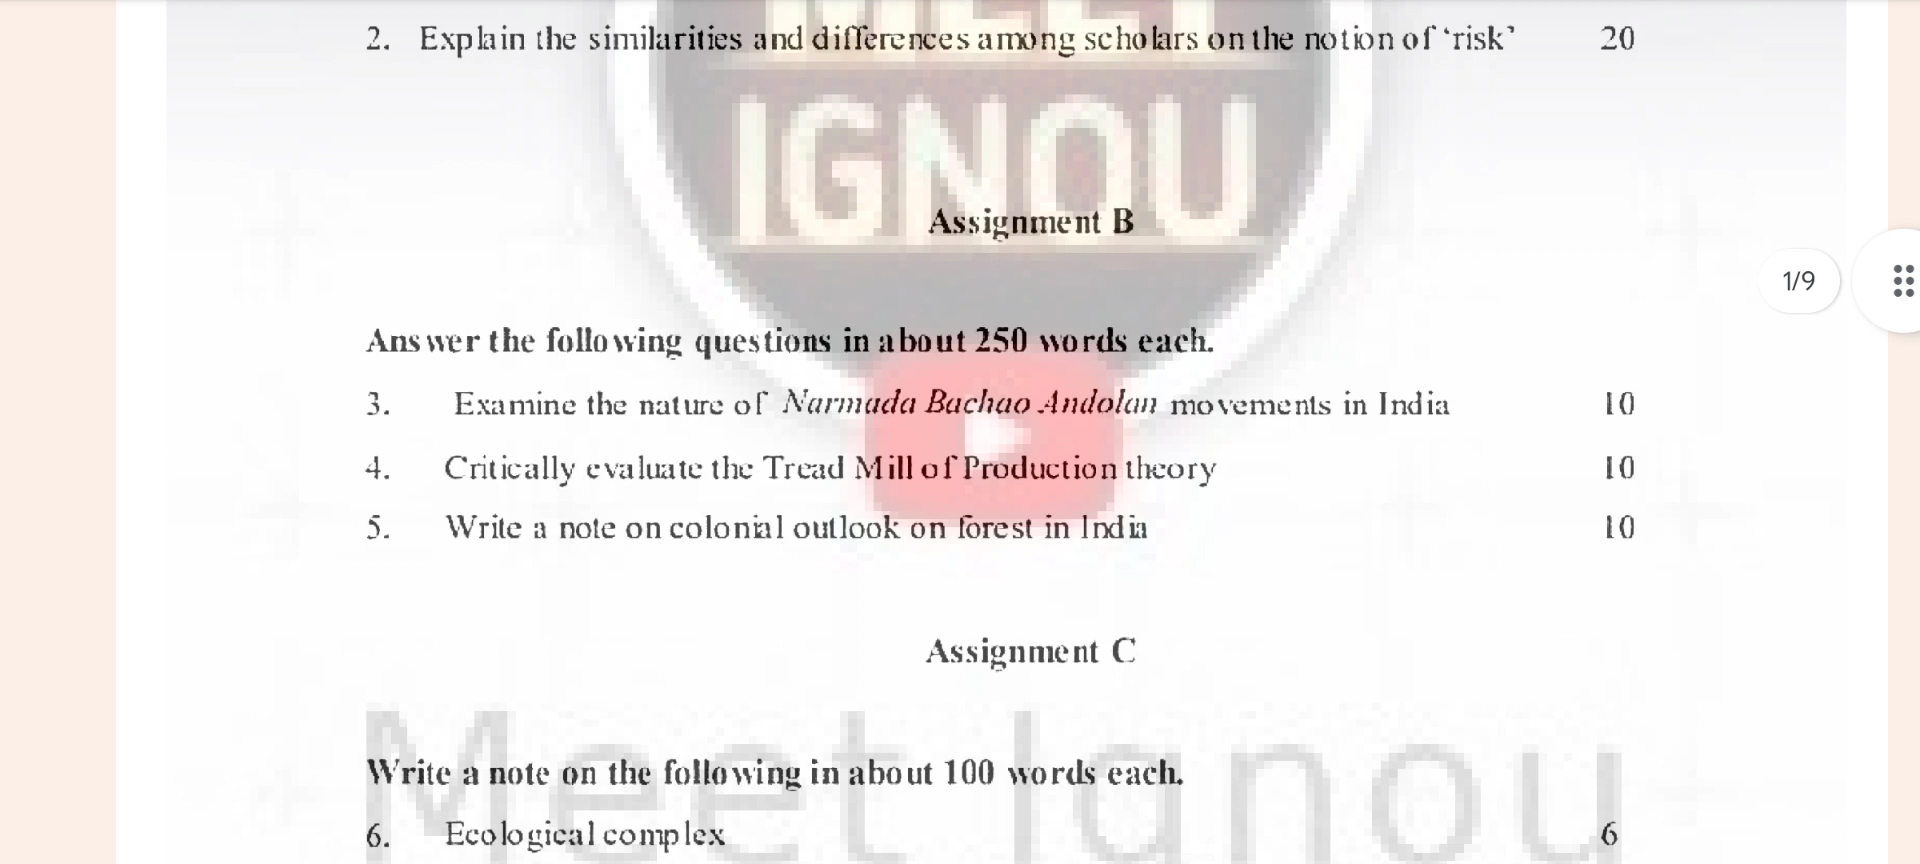 MEET
2. Explain the similarities and differences among scholars on the notion of ‘risk’ 20
IGNOU
Assignment B
1/9
Answer the following questions in about 250 words each.
3. Examine the nature of Narmada Bachao Andolan movements in India 10
4. Critically evaluate the Tread Mill of Production theory 10
5. Write a note on colonial outlook on forest in India 10
Assignment C
Meet Ignou
Write a note on the following in about 100 words each.
6. Ecological complex 6